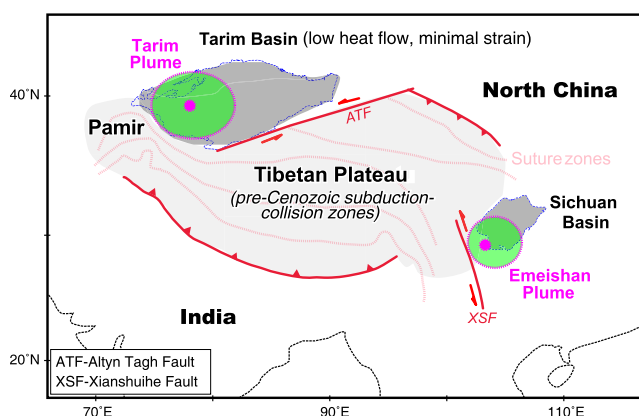 Tarim Basin (low heat flow, minimal strain)
Tarim
Plume
North China
40°N
ATF
Pamir
Suture zones
Tibetan Plateau
(pre-Cenozoic subduction-
collision zones)
Sichuan
Basin
Emeishan
Plume
India
XSF
ATF-Altyn Tagh Fault
XSF-Xianshuihe Fault
20°N
70°E
90°E
110°E